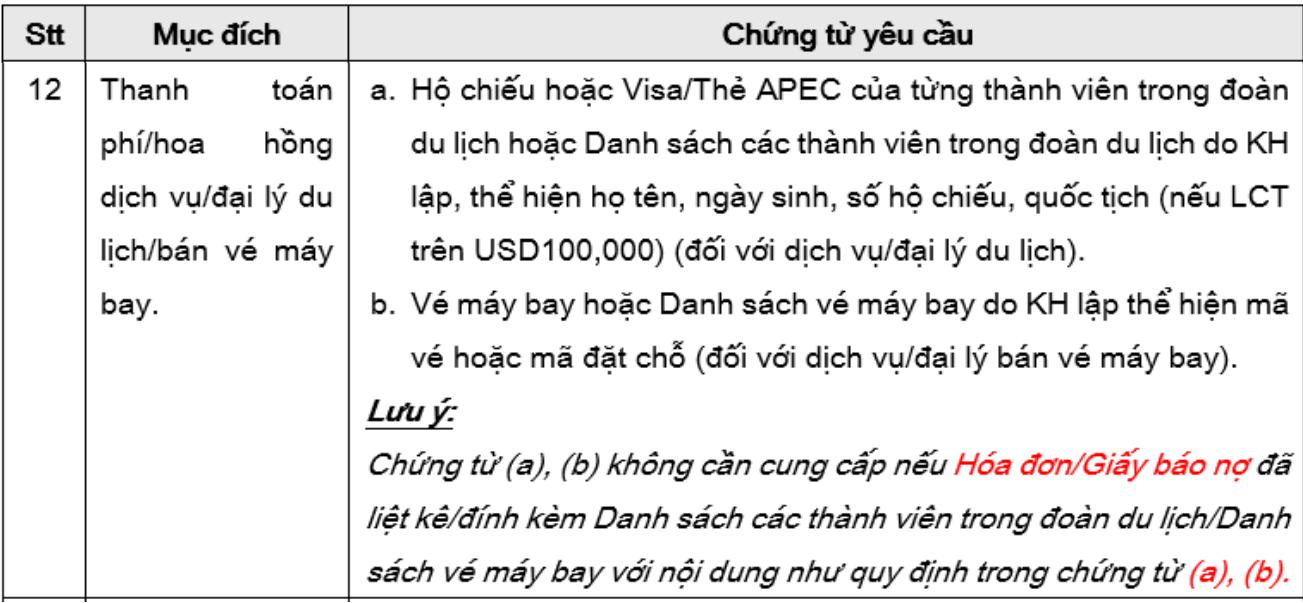 Stt Mục đích Chứng từ yêu cầu
12
Thanh toán
phí/hoa hồng
dịch vụ/đại lý du
lịch/bán vé máy
bay.
a. Hộ chiếu hoặc Visa/Thẻ APEC của từng thành viên trong đoàn
du lịch hoặc Danh sách các thành viên trong đoàn du lịch do KH
lập, thể hiện họ tên, ngày sinh, số hộ chiếu, quốc tịch (nếu LCT
trên USD100,000) (đối với dịch vụ/đại lý du lịch).
b. Vé máy bay hoặc Danh sách vé máy bay do KH lập thể hiện mã
vé hoặc mã đặt chỗ (đối với dịch vụ/đại lý bán vé máy bay).
Lưu ý:
Chứng từ (a), (b) không cần cung cấp nếu Hóa đơn/Giấy báo nợ đã
liệt kê/đính kèm Danh sách các thành viên trong đoàn du lịch/Danh
sách vé máy bay với nội dung như quy định trong chứng từ (a), (b).